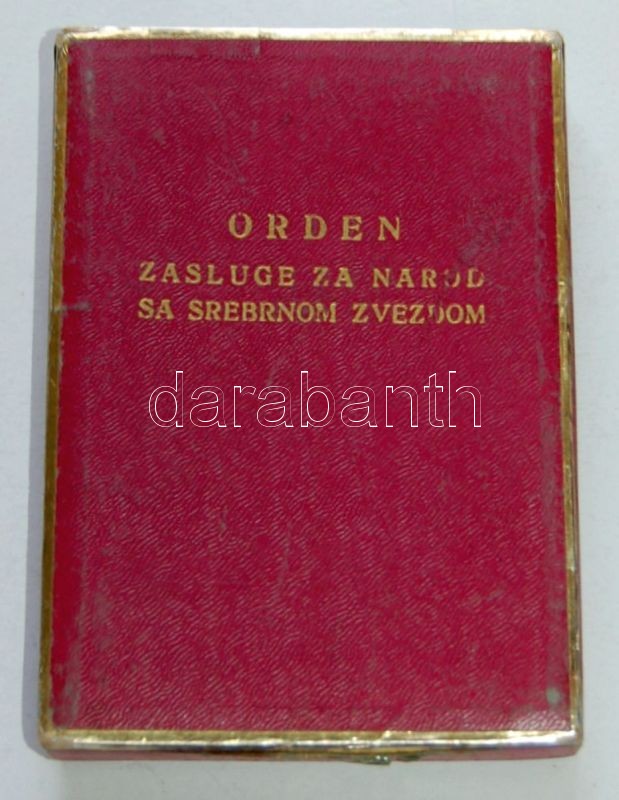 ORDEN
ZASLUGE ZA NAROD
SA SREBRNOM ZVEZDOM
darabanth